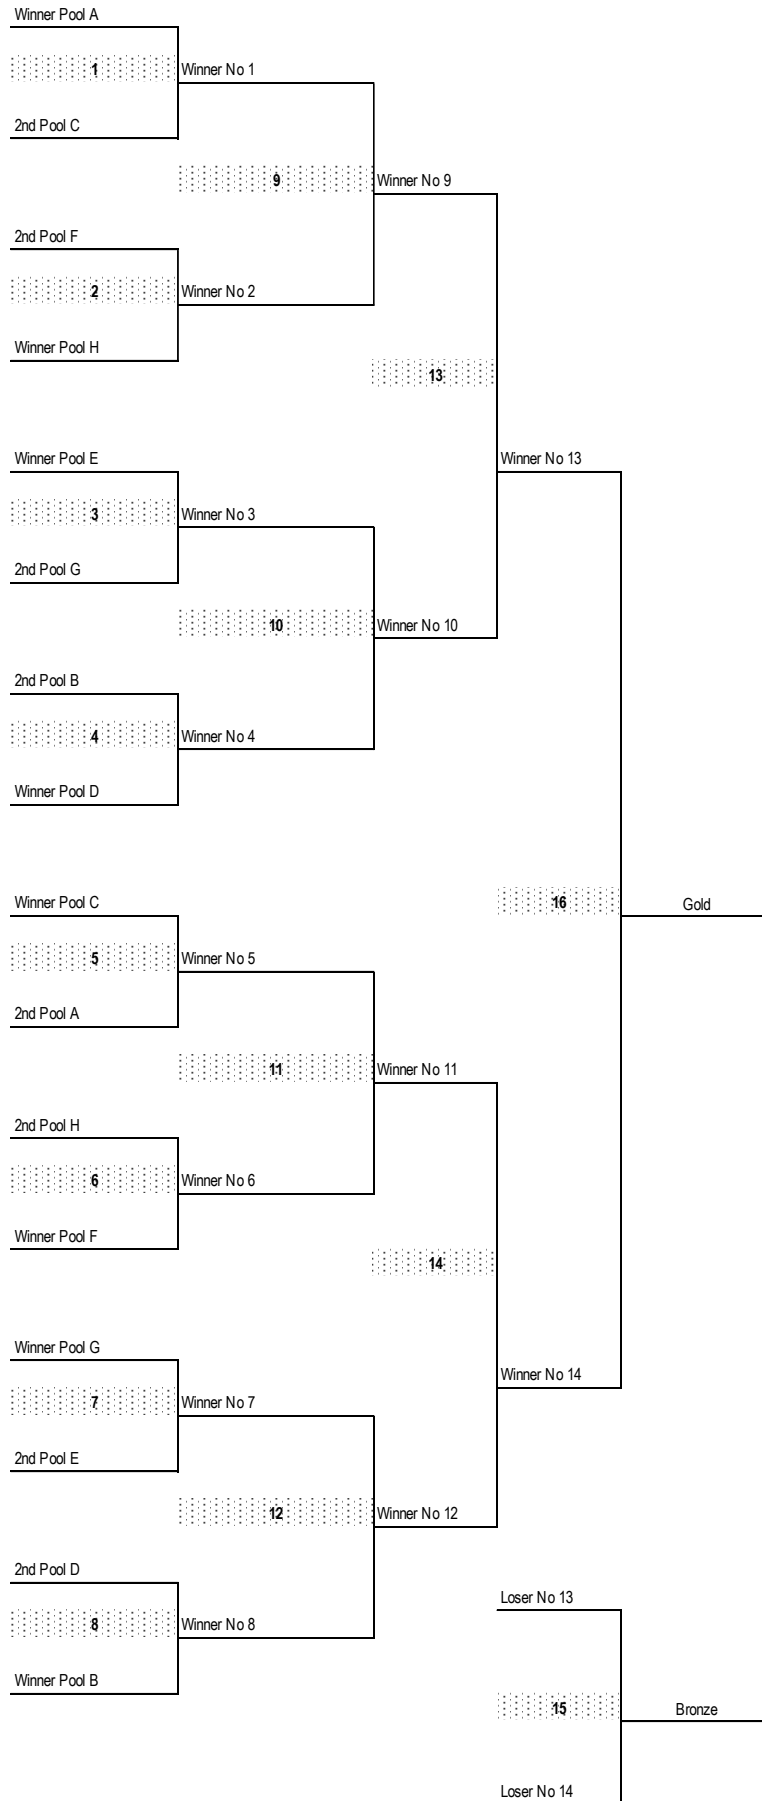 Winner Pool A
1
Winner No 1
2nd Pool C
9
Winner No 9
2nd Pool F
2
Winner No 2
Winner Pool H
13
Winner Pool E
Winner No 13
3
Winner No 3
2nd Pool G
10
Winner No 10
2nd Pool B
4
Winner No 4
Winner Pool D
Winner Pool C
16
Gold
5
Winner No 5
2nd Pool A
11
Winner No 11
2nd Pool H
6
Winner No 6
Winner Pool F
14
Winner Pool G
Winner No 14
7
Winner No 7
2nd Pool E
12
Winner No 12
2nd Pool D
Loser No 13
8
Winner No 8
Winner Pool B
15
Bronze
Loser No 14